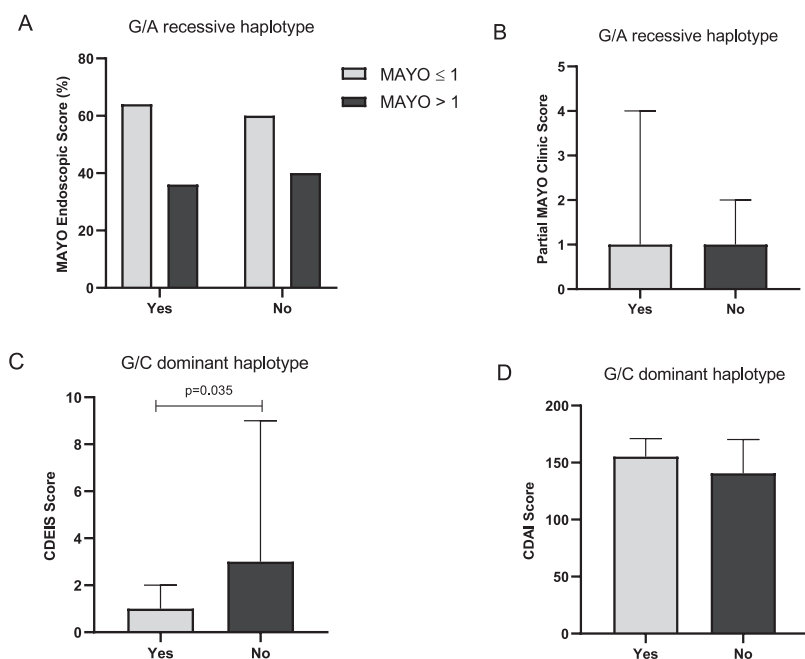 A
G/A recessive haplotype
MAYO Endoscopic Score (%)
80
60
40
20
0
Yes
No
MAYO ≤ 1
MAYO > 1
B
G/A recessive haplotype
Partial MAYO Clinic Score
5
4
3
2
1
0
Yes
No
C
G/C dominant haplotype
p=0.035
CDEIS Score
10
8
6
4
2
0
Yes
No
D
G/C dominant haplotype
CDAI Score
200
150
100
50
0
Yes
No